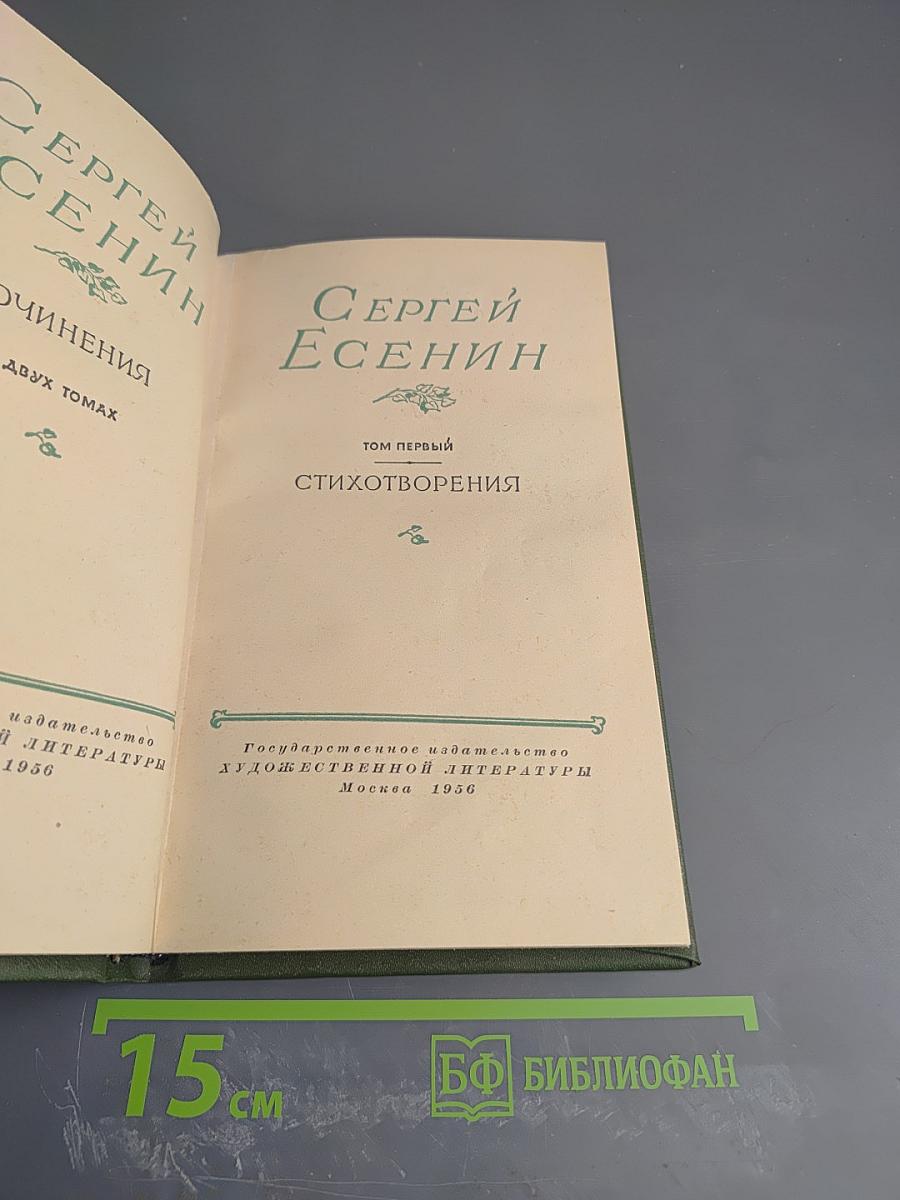 СЕРГЕЙ
ОЧИНЕНИЯ
ДВУХ ТОМАХ
издательство
Й ЛИТЕРАТУРЫ
1956
СЕРГЕЙ
ЕСЕНИН
ТОМ ПЕРВЫЙ
СТИХОТВОРЕНИЯ
Государственное издательство
ХУДОЖЕСТВЕННОЙ ЛИТЕРАТУРЫ
Москва 1956
15 см
БФ БИБЛИОФАН